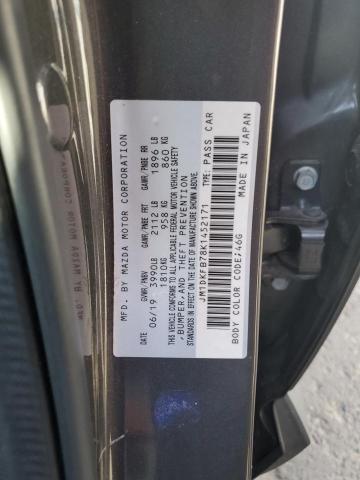 MFD. BY MAZDA MOTOR CORPORATION
DATE GVWR/PNBV GAWR/PNBE FRT GAWR/PNBE RR
06/19 3990LB 2112 LB 1896 LB
1810KG 958 KG 860 KG
THIS VEHICLE CONFORMS TO ALL APPLICABLE FEDERAL MOTOR VEHICLE SAFETY
STANDARDS IN EFFECT ON THE DATE OF MANUFACTURE SHOWN ABOVE.
*BUMPER,AND THEFT PREVENTION
JM1DKFB78K1452171 TYPE: PASS CAR
BODY COLOR CODE:46G MADE IN JAPAN